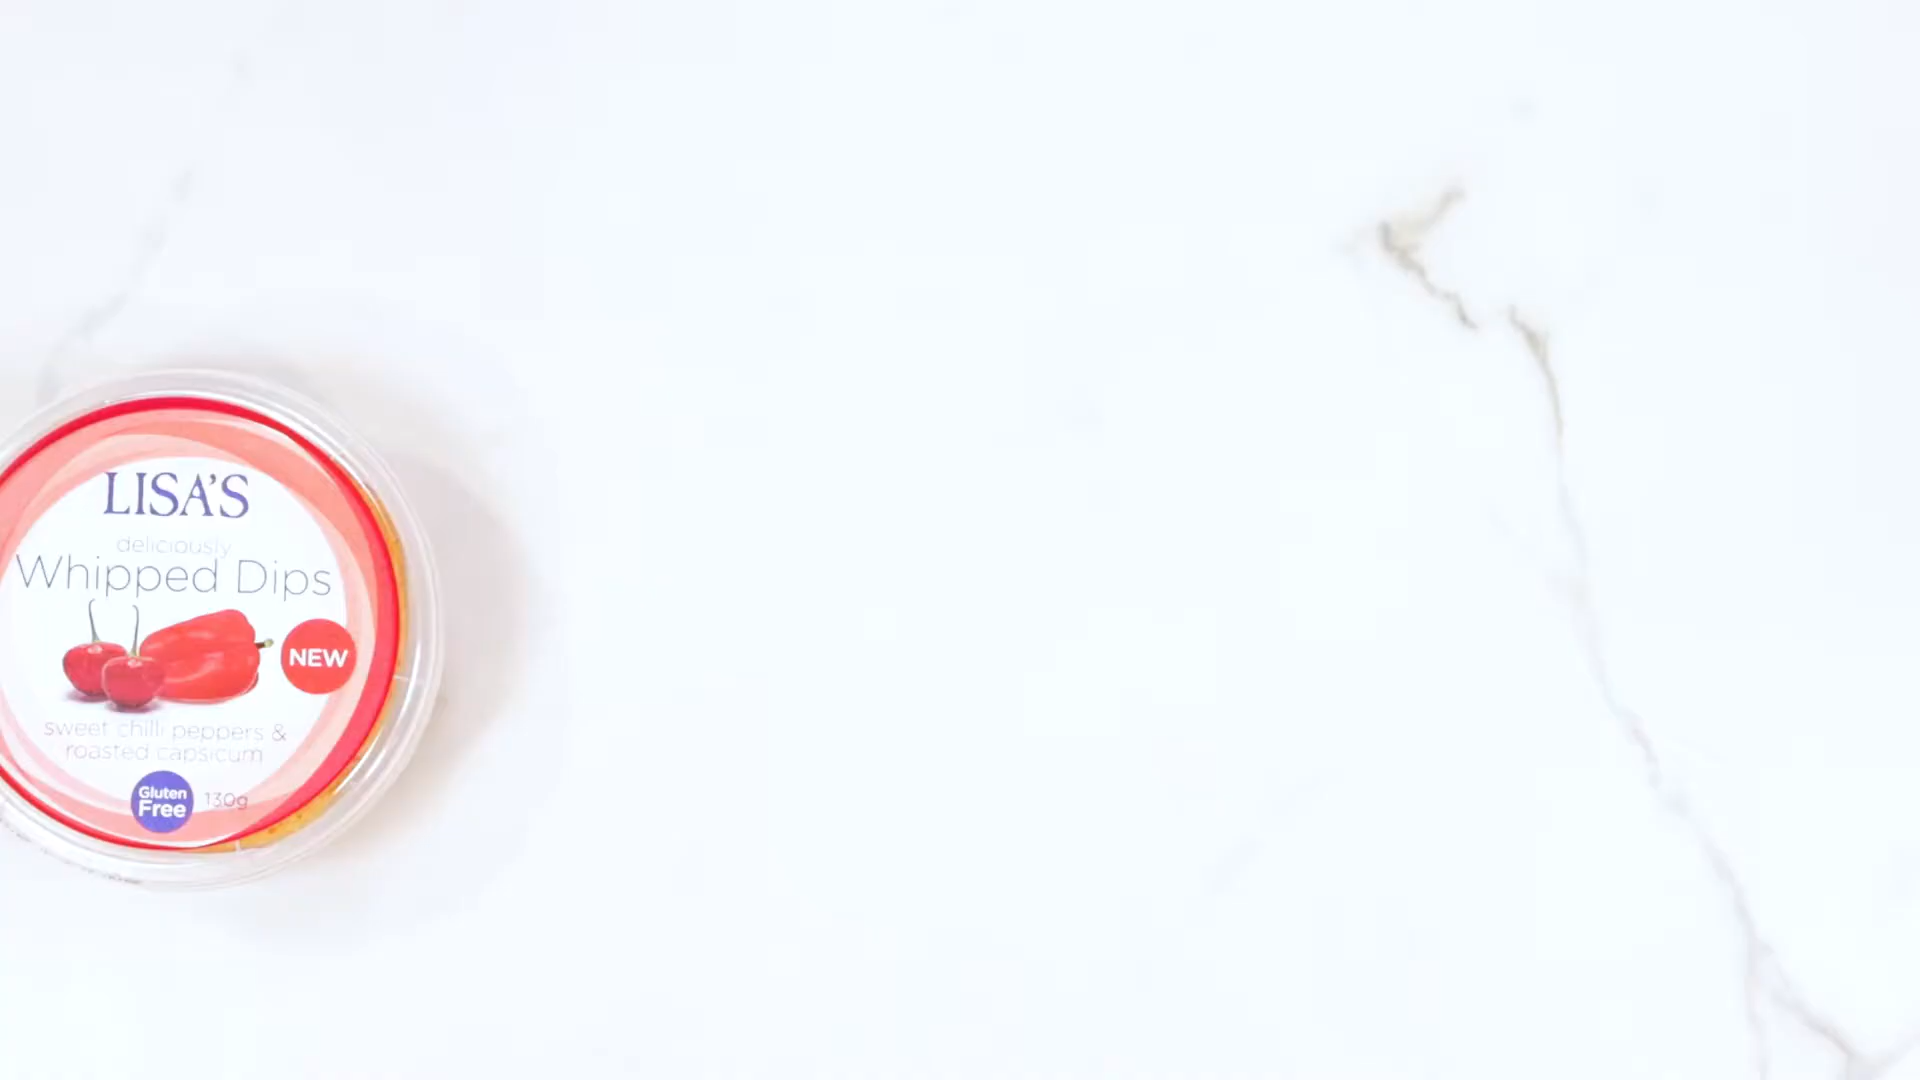 LISA'S
deliciously
Whipped Dips
NEW
sweet chilli peppers &
roasted capsicum
Gluten
Free
130g